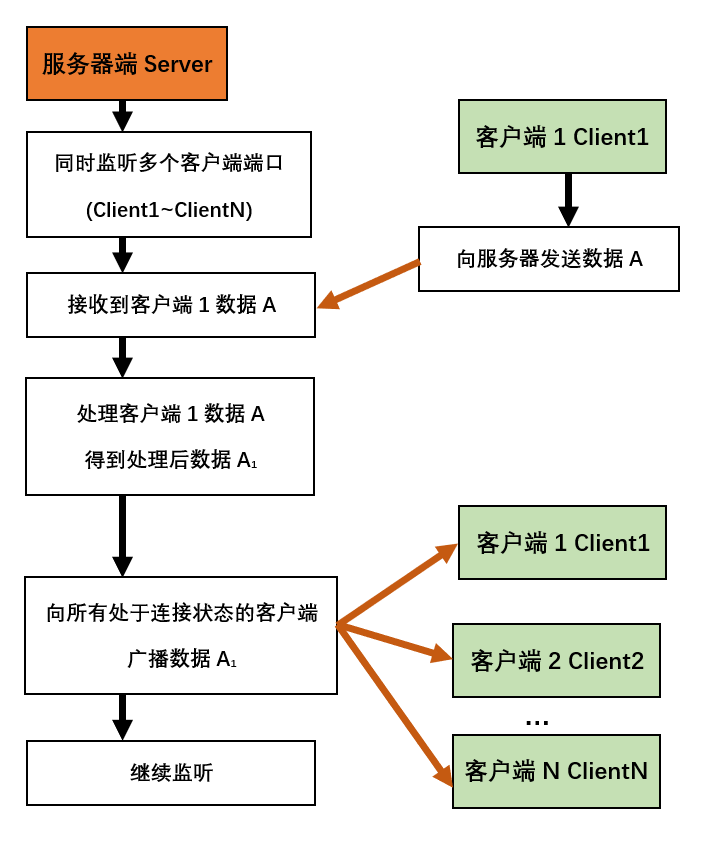 服务器端 Server
同时监听多个客户端端口
(Client1~ClientN)
客户端 1 Client1
向服务器发送数据 A
接收到客户端 1 数据 A
处理客户端 1 数据 A
得到处理后数据 A₁
向所有处于连接状态的客户端
广播数据 A₁
客户端 1 Client1
客户端 2 Client2
...
客户端 N ClientN
继续监听